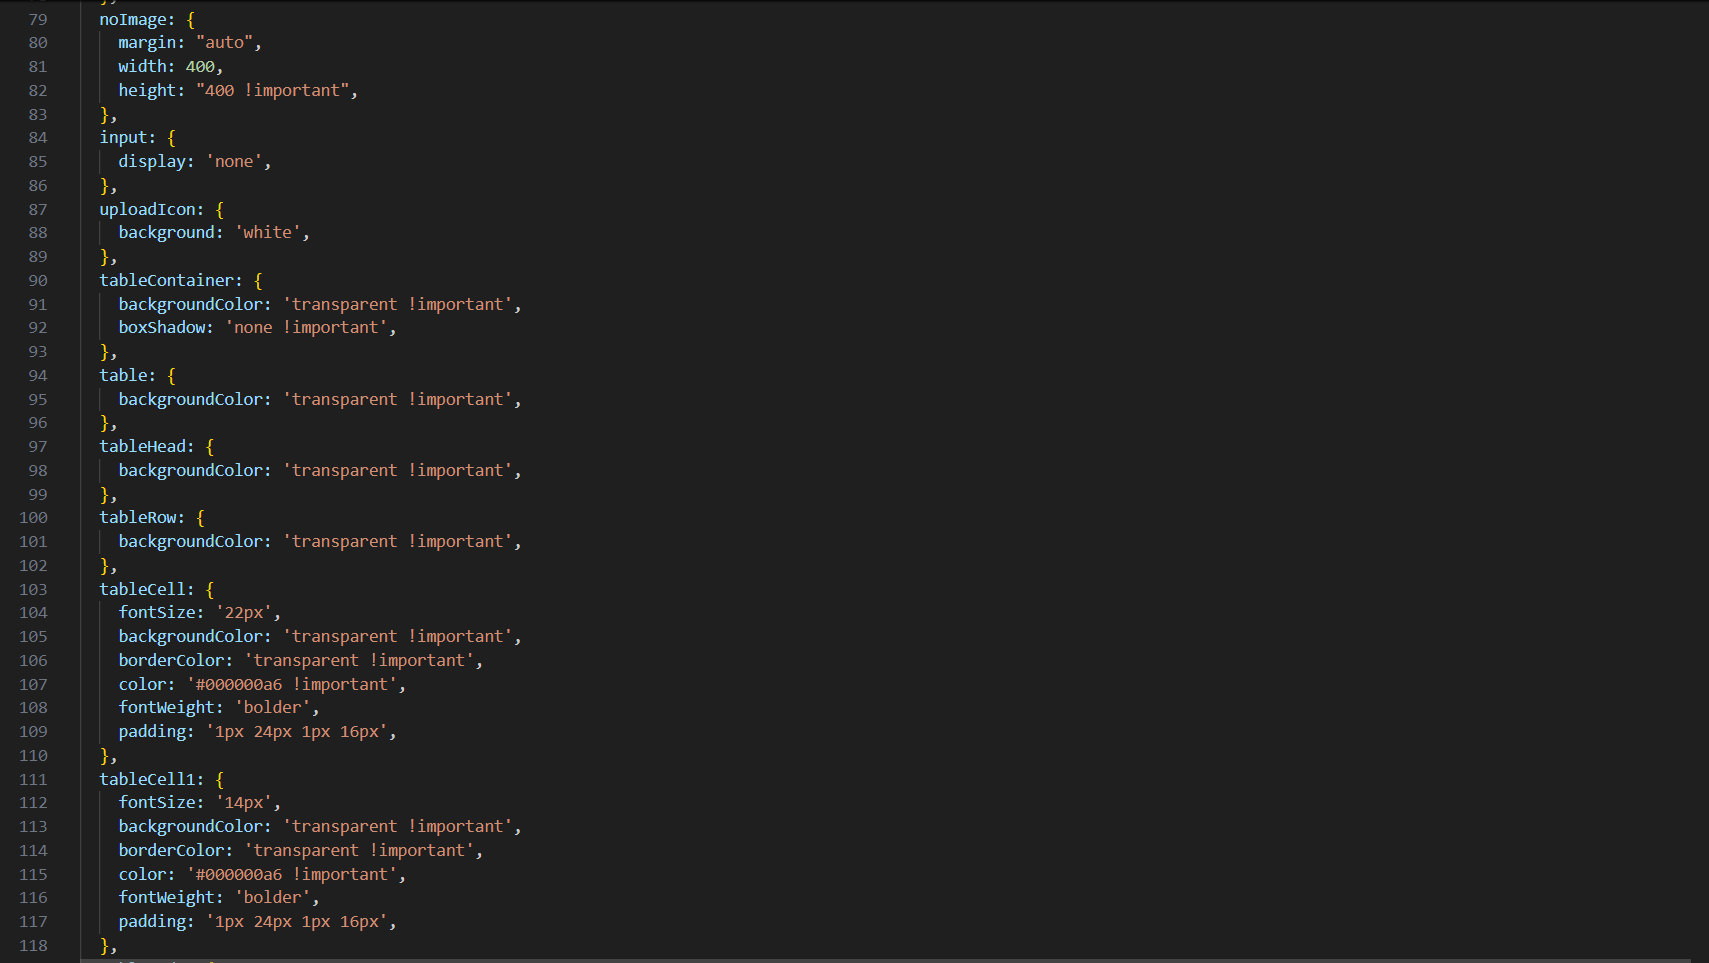 79 noImage: {
80 margin: "auto",
81 width: 400,
82 height: "400 !important",
83 },
84 input: {
85 display: 'none',
86 },
87 uploadIcon: {
88 background: 'white',
89 },
90 tableContainer: {
91 backgroundColor: 'transparent !important',
92 boxShadow: 'none !important',
93 },
94 table: {
95 backgroundColor: 'transparent !important',
96 },
97 tableHead: {
98 backgroundColor: 'transparent !important',
99 },
100 tableRow: {
101 backgroundColor: 'transparent !important',
102 },
103 tableCell: {
104 fontSize: '22px',
105 backgroundColor: 'transparent !important',
106 borderColor: 'transparent !important',
107 color: '#000000a6 !important',
108 fontWeight: 'bolder',
109 padding: '1px 24px 1px 16px',
110 },
111 tableCell1: {
112 fontSize: '14px',
113 backgroundColor: 'transparent !important',
114 borderColor: 'transparent !important',
115 color: '#000000a6 !important',
116 fontWeight: 'bolder',
117 padding: '1px 24px 1px 16px',
118 },